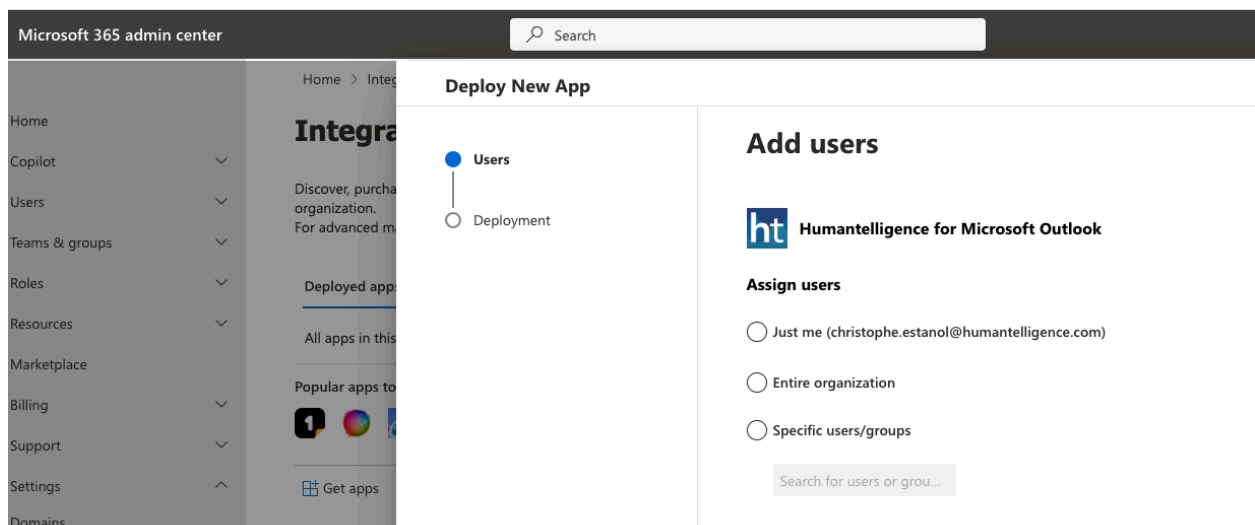 Microsoft 365 admin center
Search
Home
Copilot
Users
Teams & groups
Roles
Resources
Marketplace
Billing
Support
Settings
Domains
Home > Integ
Integra
Discover, purcha
organization.
For advanced m
Deployed app
All apps in this
Popular apps to
1
Get apps
Deploy New App
Users
Deployment
Add users
ht Humantelligence for Microsoft Outlook
Assign users
Just me (christophe.estanol@humantelligence.com)
Entire organization
Specific users/groups
Search for users or grou...